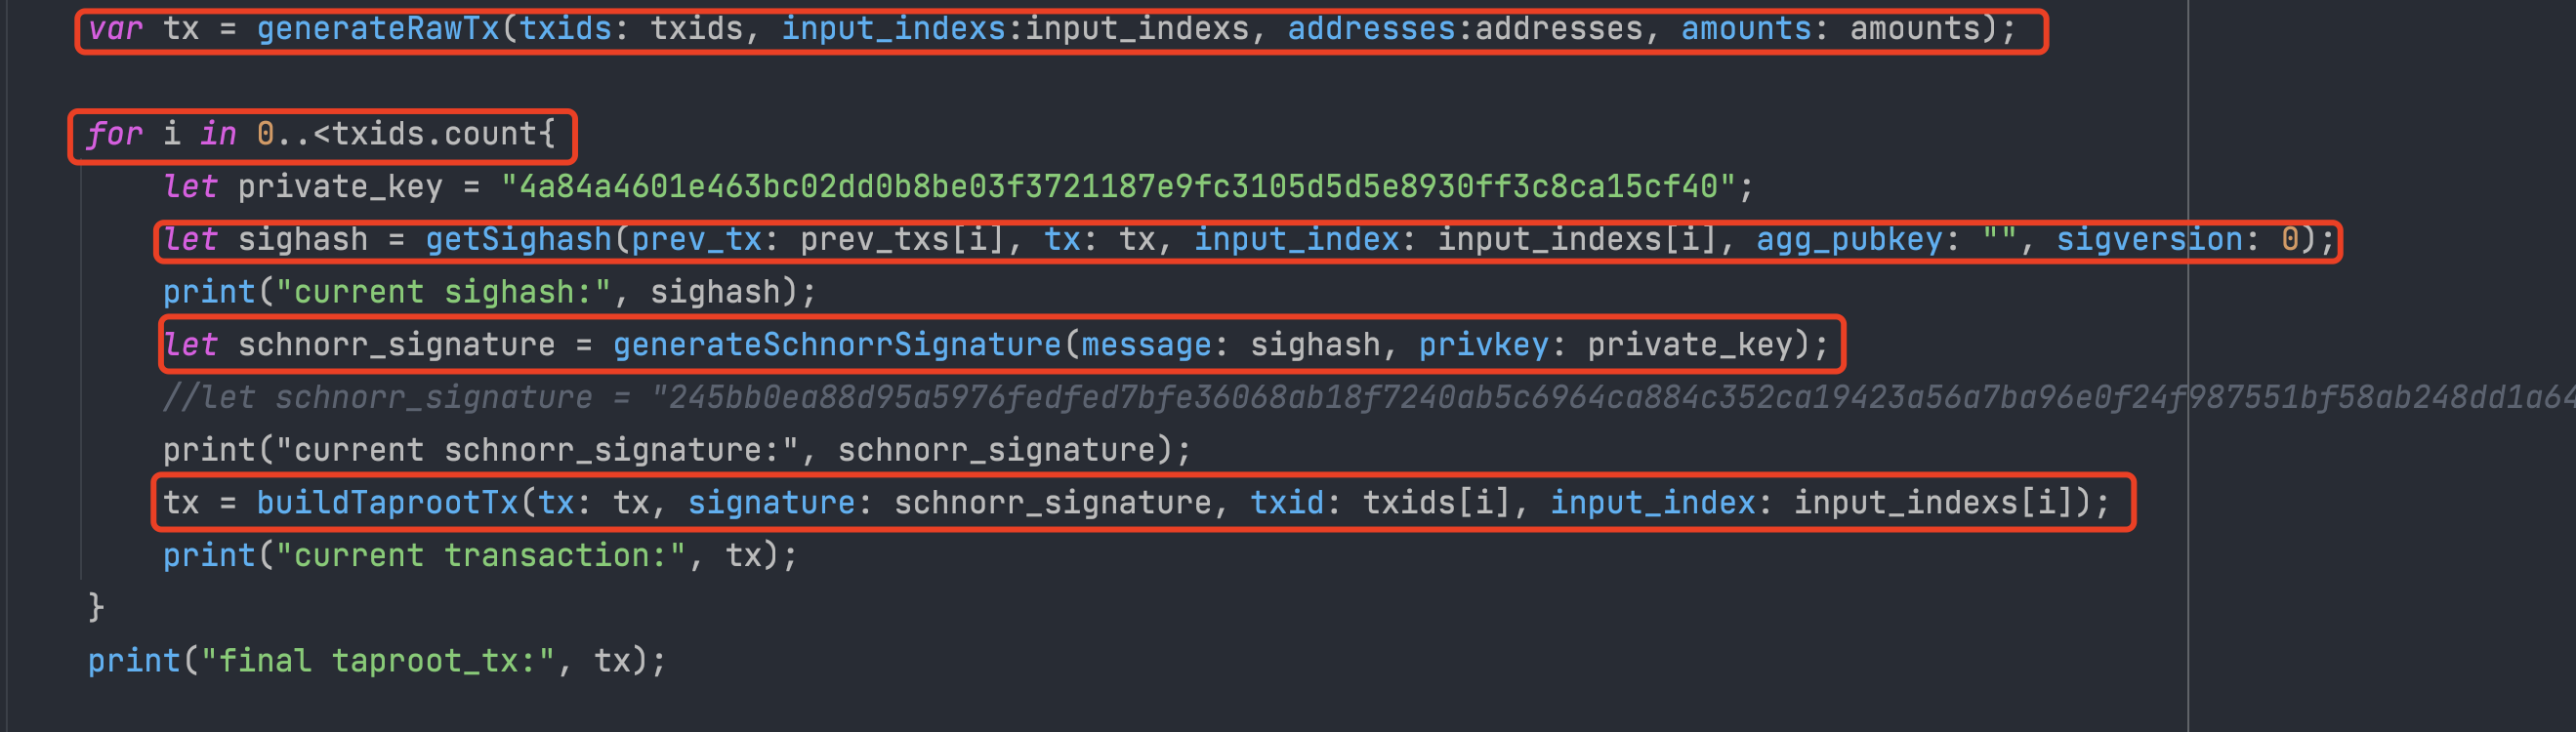 var tx = generateRawTx(txids: txids, input_indexs:input_indexs, addresses:addresses, amounts: amounts);
for i in 0..<txids.count{
let private_key = "4a84a4601e463bc02dd0b8be03f3721187e9fc3105d5d5e8930ff3c8ca15cf40";
let sighash = getSighash(prev_tx: prev_txs[i], tx: tx, input_index: input_indexs[i], agg_pubkey: "", sigversion: 0);
print("current sighash:", sighash);
let schnorr_signature = generateSchnorrSignature(message: sighash, privkey: private_key);
//let schnorr_signature = "245bb0ea88d95a5976fedfed7bfe36068ab18f7240ab5c6964ca884c352ca19423a56a7ba96e0f24f987551bf58ab248dd1a64
print("current schnorr_signature:", schnorr_signature);
tx = buildTaprootTx(tx: tx, signature: schnorr_signature, txid: txids[i], input_index: input_indexs[i]);
print("current transaction:", tx);
}
print("final taproot_tx:", tx);